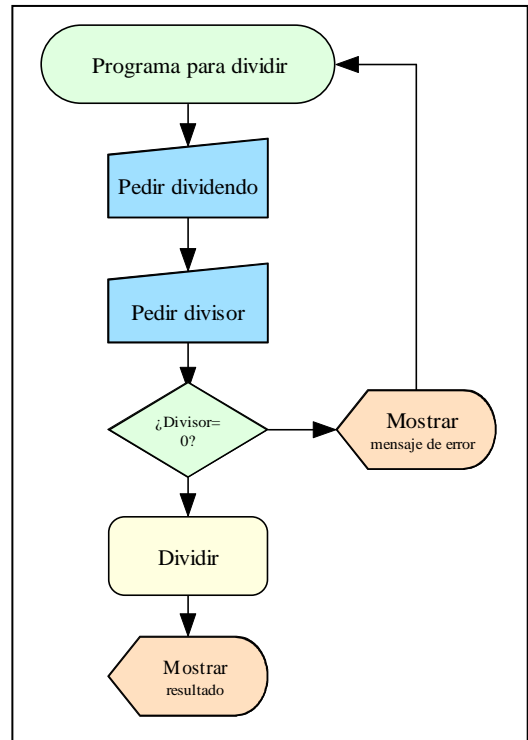 Programa para dividir
Pedir dividendo
Pedir divisor
¿Divisor=
0?
Mostrar
mensaje de error
Dividir
Mostrar
resultado